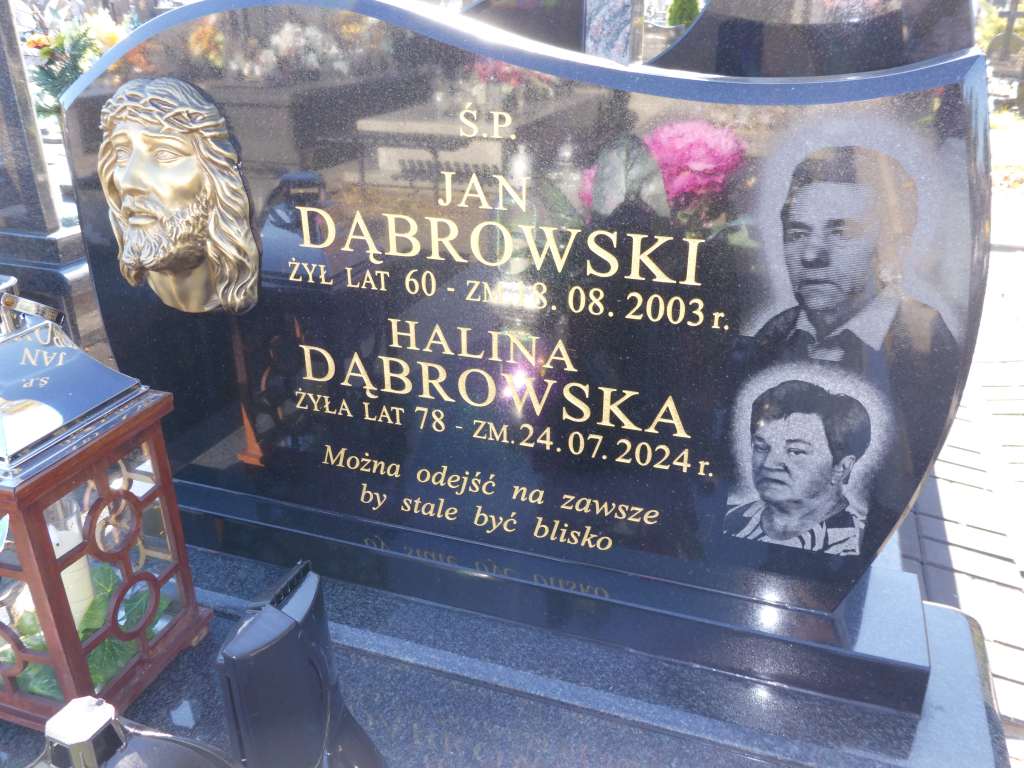 Ś.P.
JAN
DĄBROWSKI
ŻYŁ LAT 60 - ZM. 08. 2003 r.
HALINA
DĄBROWSKA
ŻYŁA LAT 78 - ZM. 24. 07. 2024 r.
Można odejść na zawsze
by stale być blisko
Ś.P.
JAN